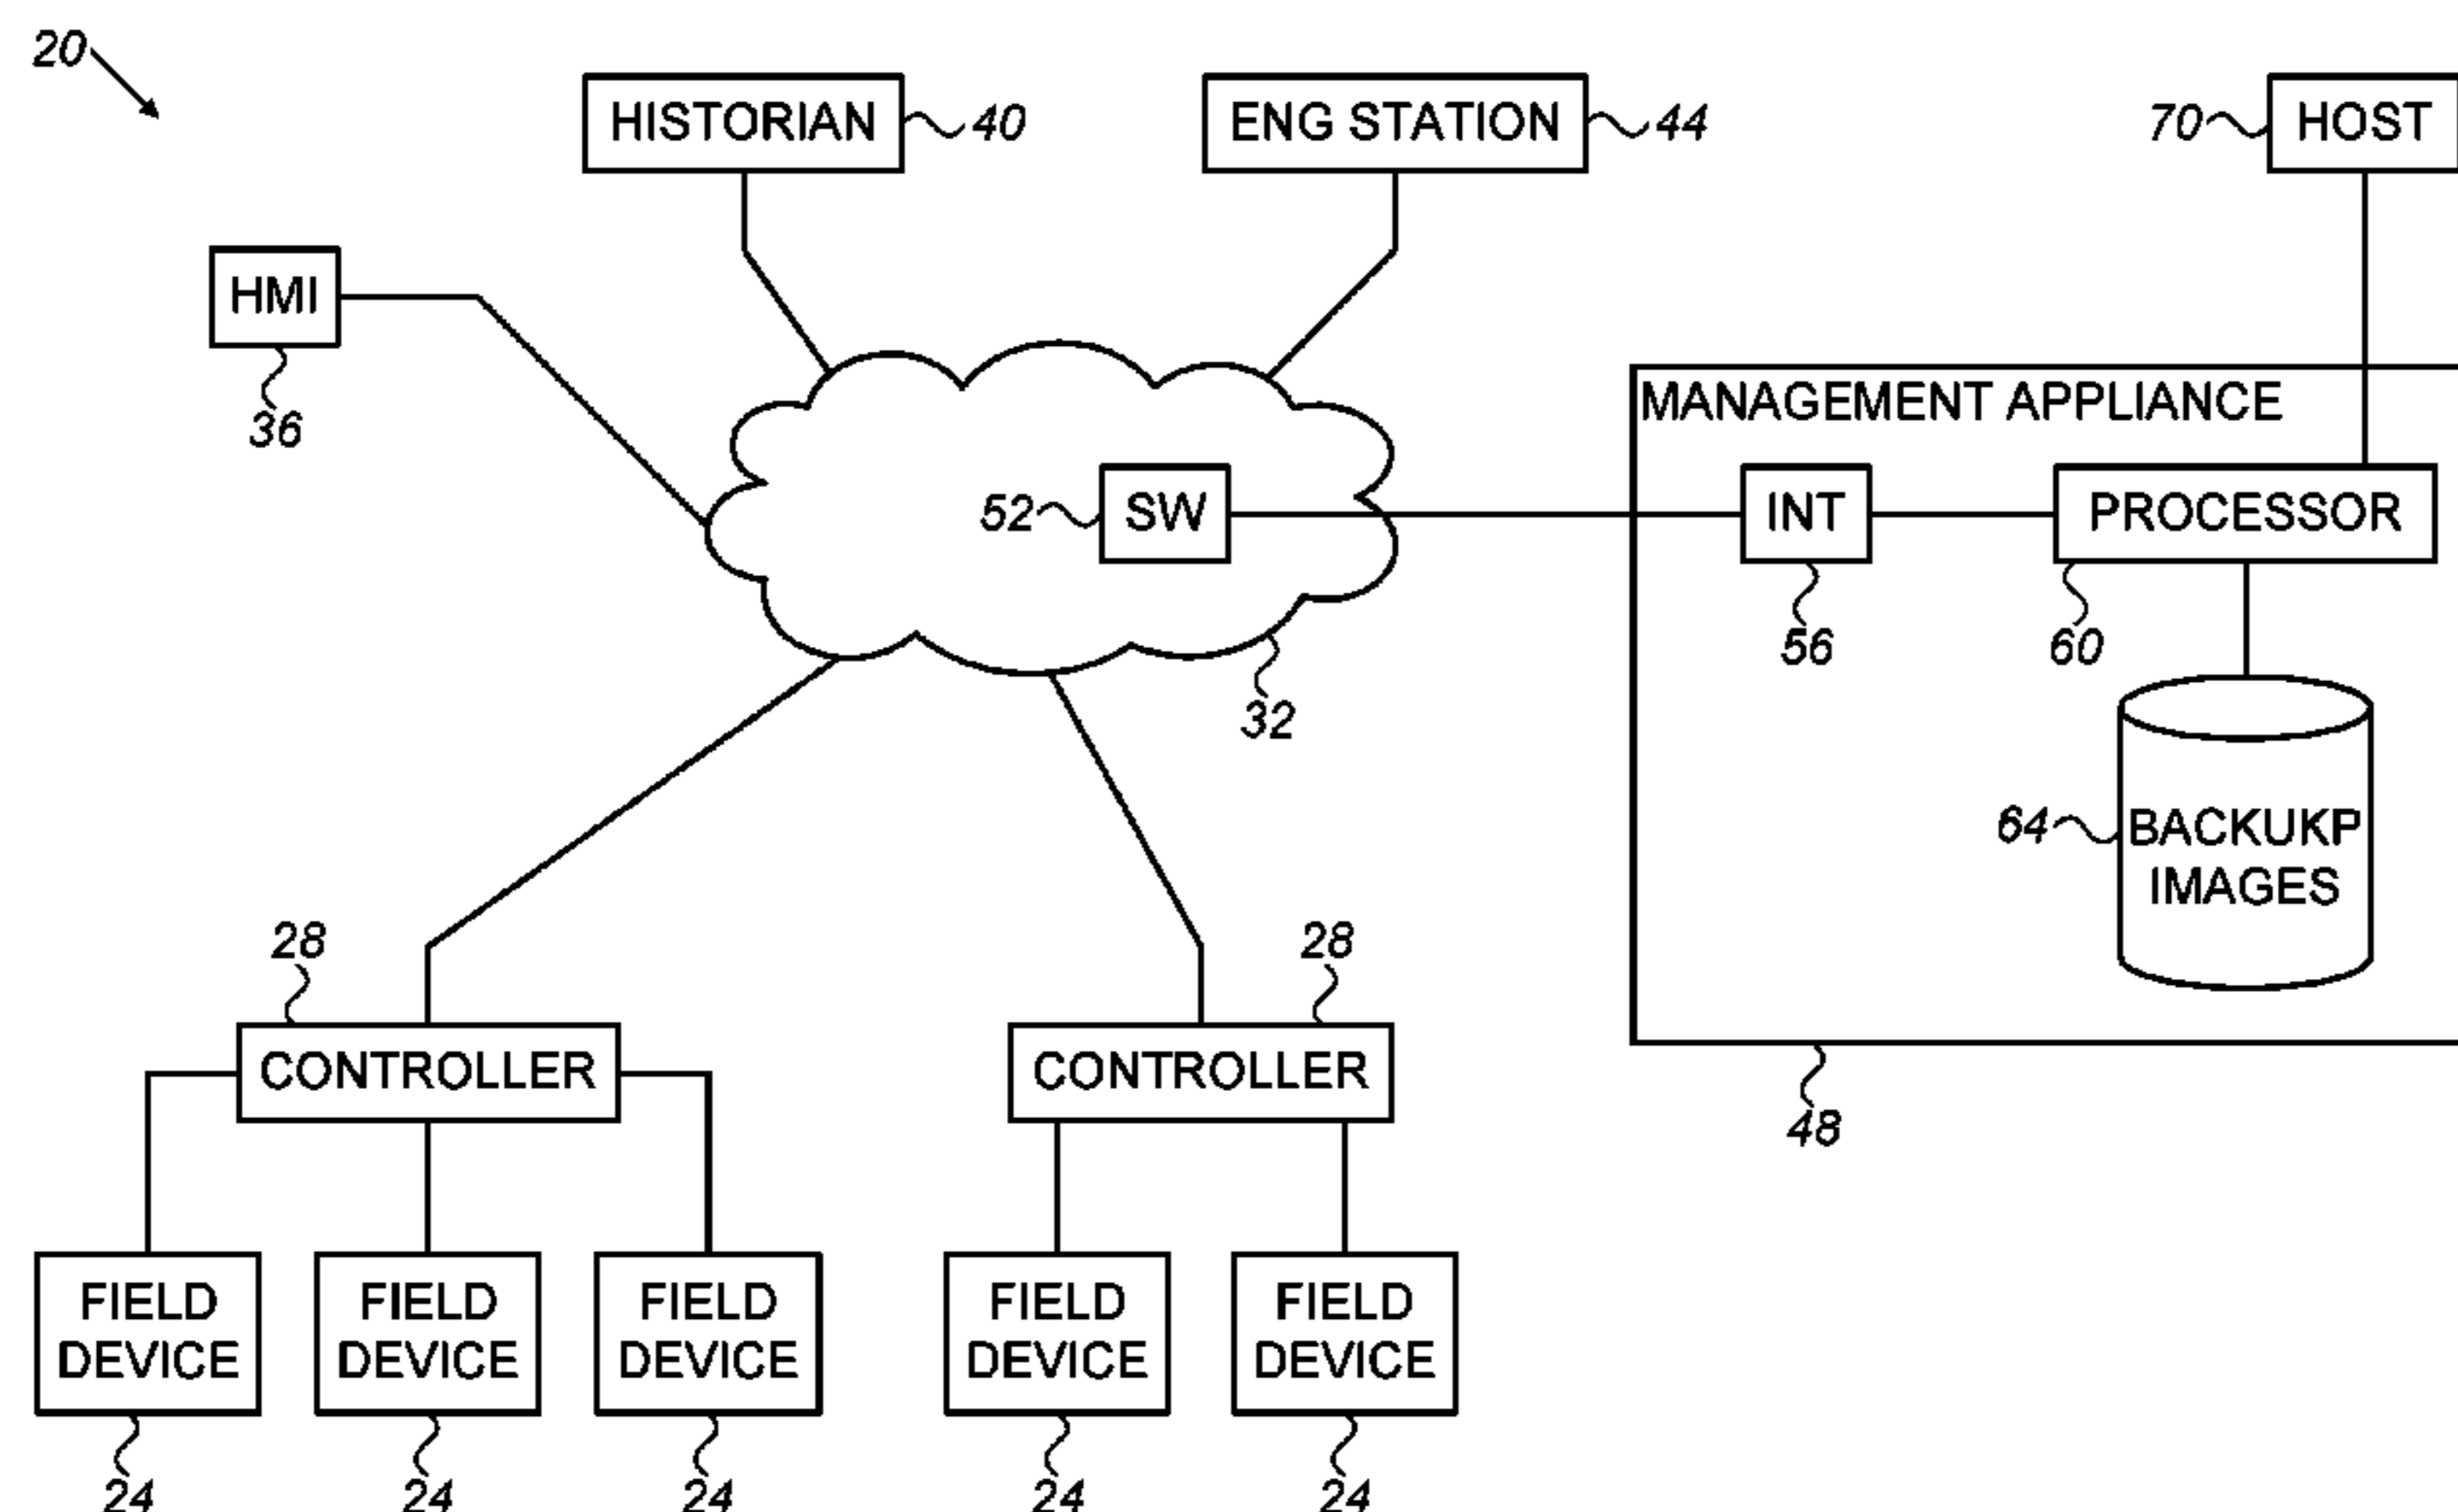 20
HISTORIAN
40
ENG STATION
44
70
HOST
HMI
36
MANAGEMENT APPLIANCE
52
SW
INT
PROCESSOR
56
60
32
64
BACKUKP
IMAGES
28
28
CONTROLLER
CONTROLLER
48
FIELD
DEVICE
FIELD
DEVICE
FIELD
DEVICE
FIELD
DEVICE
FIELD
DEVICE
24
24
24
24
24